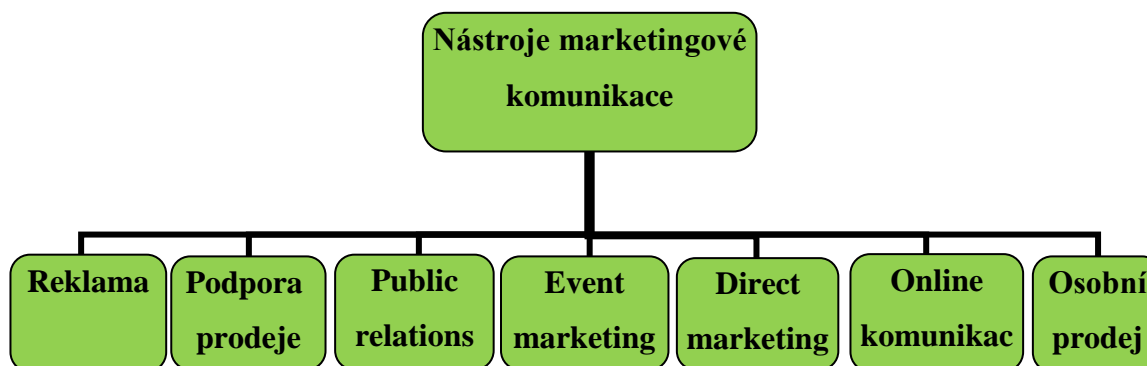 Nástroje marketingové
komunikace
Reklama
Podpora
prodeje
Public
relations
Event
marketing
Direct
marketing
Online
komunikac
Osobní
prodej